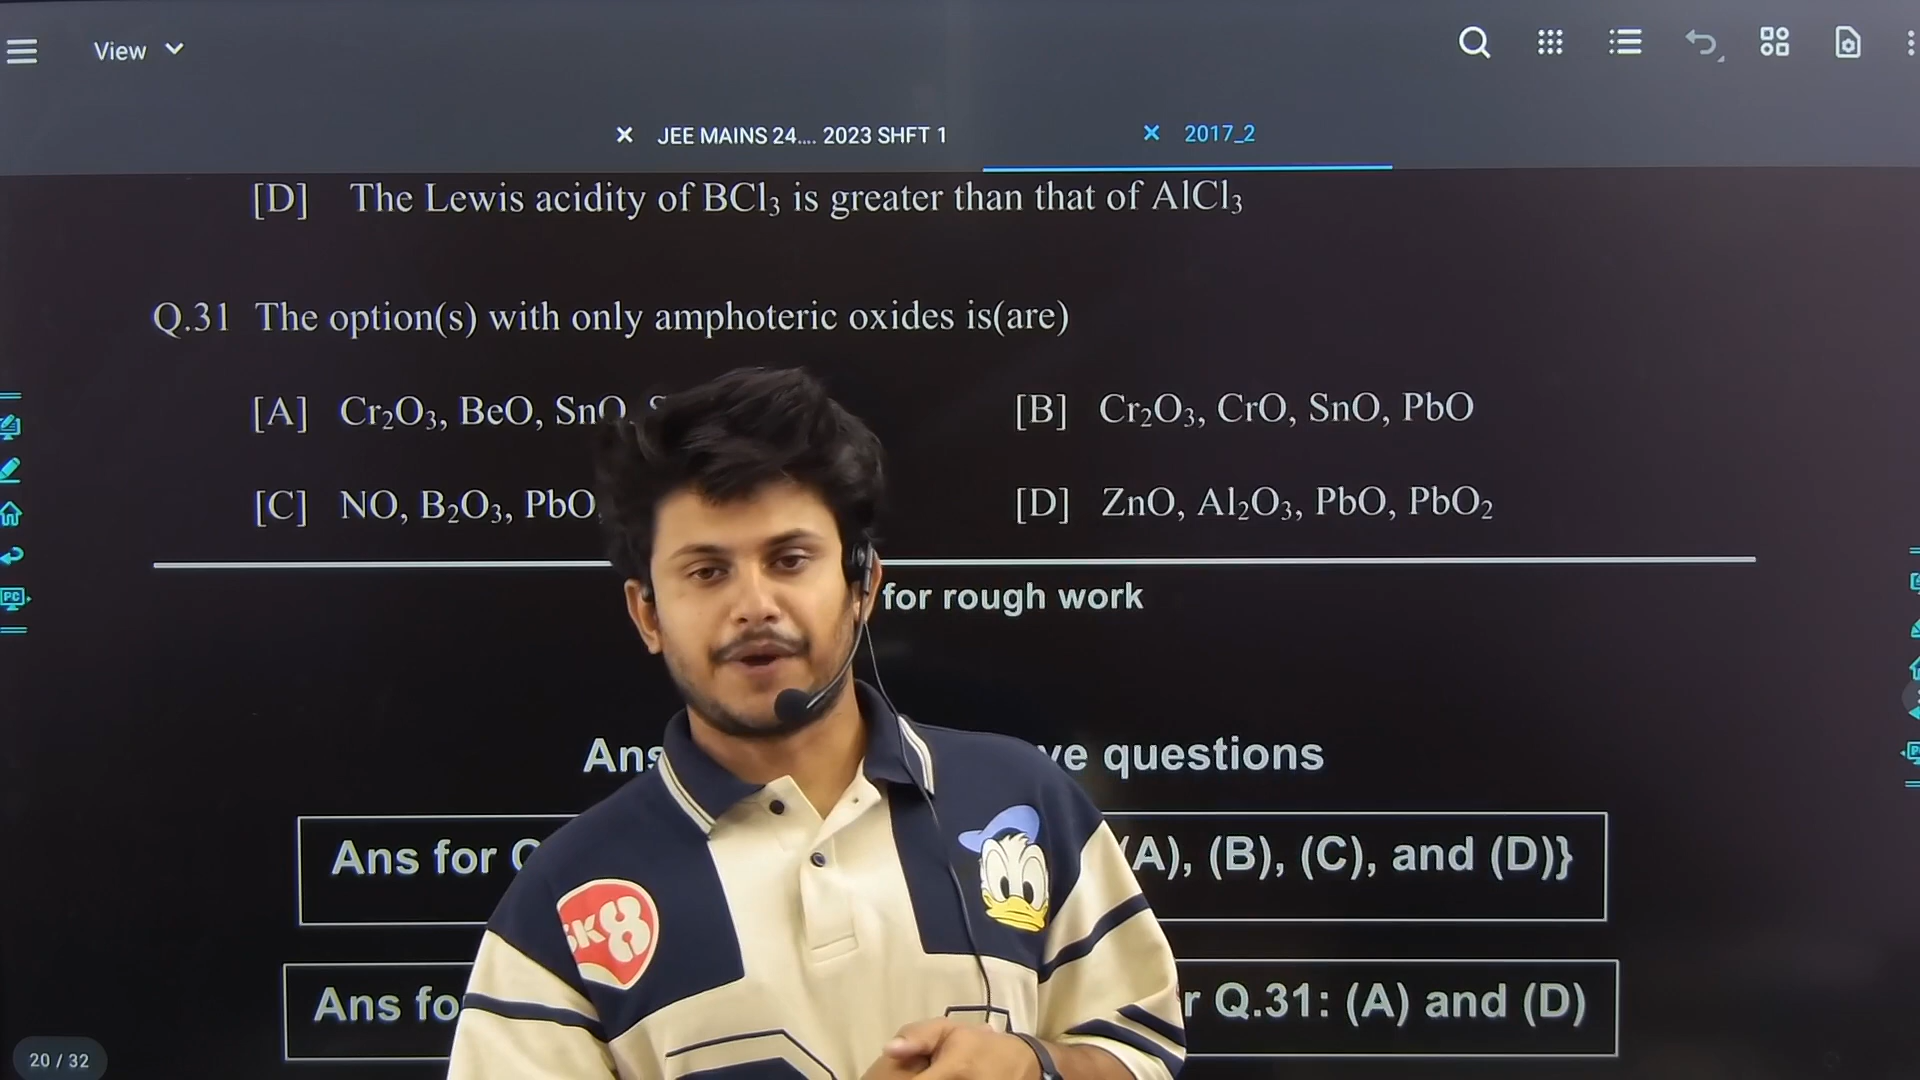 View
JEE MAINS 24.... 2023 SHFT 1
2017_2
[D] The Lewis acidity of BCl₃ is greater than that of AlCl₃
Q.31 The option(s) with only amphoteric oxides is(are)
[A] Cr₂O₃, BeO, SnO, [B] Cr₂O₃, CrO, SnO, PbO
[C] NO, B₂O₃, PbO, [D] ZnO, Al₂O₃, PbO, PbO₂
for rough work
questions
Ans for (A), (B), (C), and (D)}
Ans Q.31: (A) and (D)
SK8
PC
20 / 32